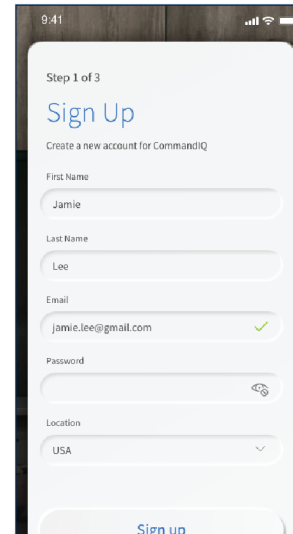 9:41
Step 1 of 3
Sign Up
Create a new account for CommandIQ
First Name
Jamie
Last Name
Lee
Email
jamie.lee@gmail.com
Password
Location
USA
Sign up